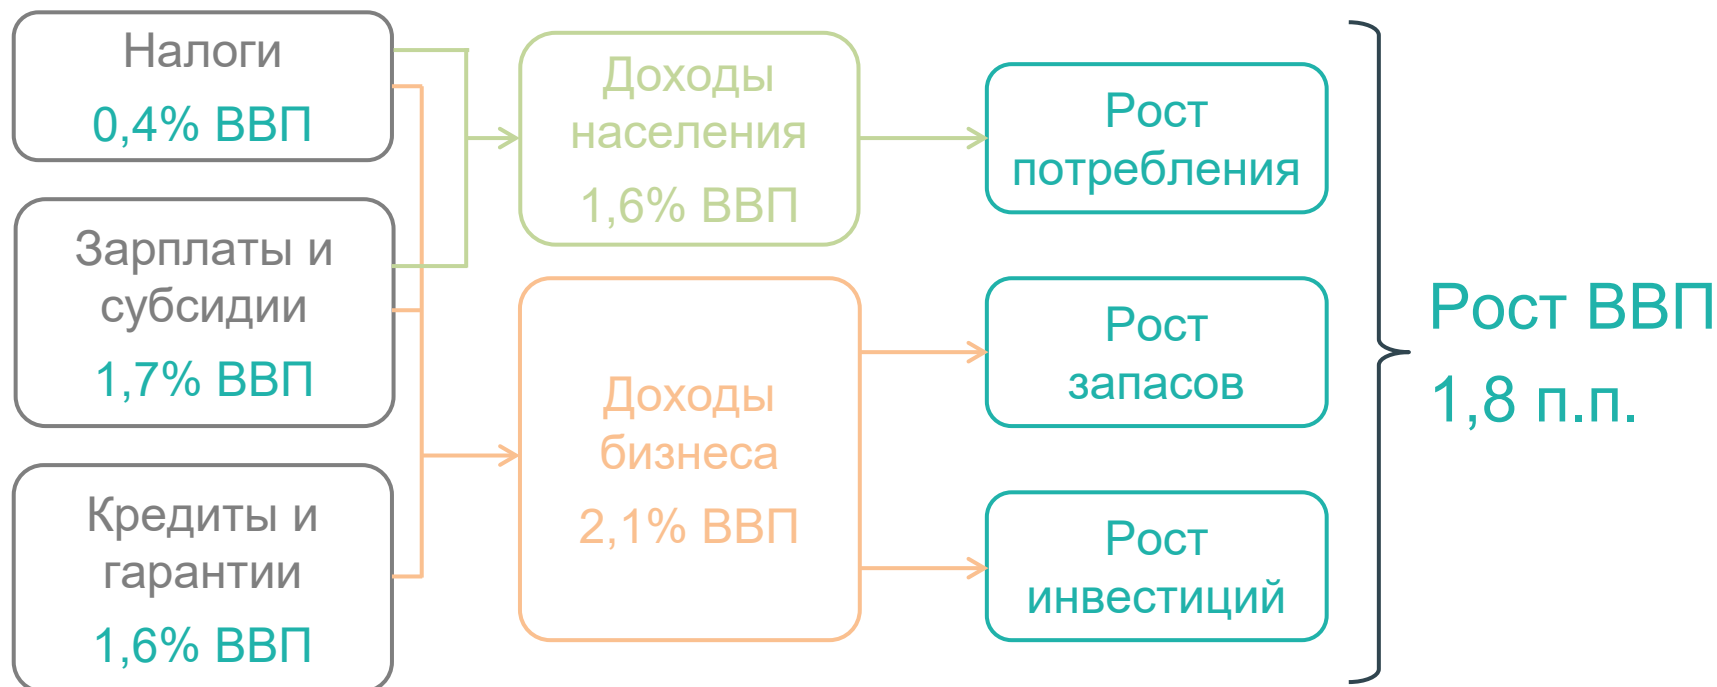 Налоги
0,4% ВВП
Зарплаты и
субсидии
1,7% ВВП
Кредиты и
гарантии
1,6% ВВП
Доходы
населения
1,6% ВВП
Доходы
бизнеса
2,1% ВВП
Рост
потребления
Рост
запасов
Рост
инвестиций
Рост ВВП
1,8 п.п.